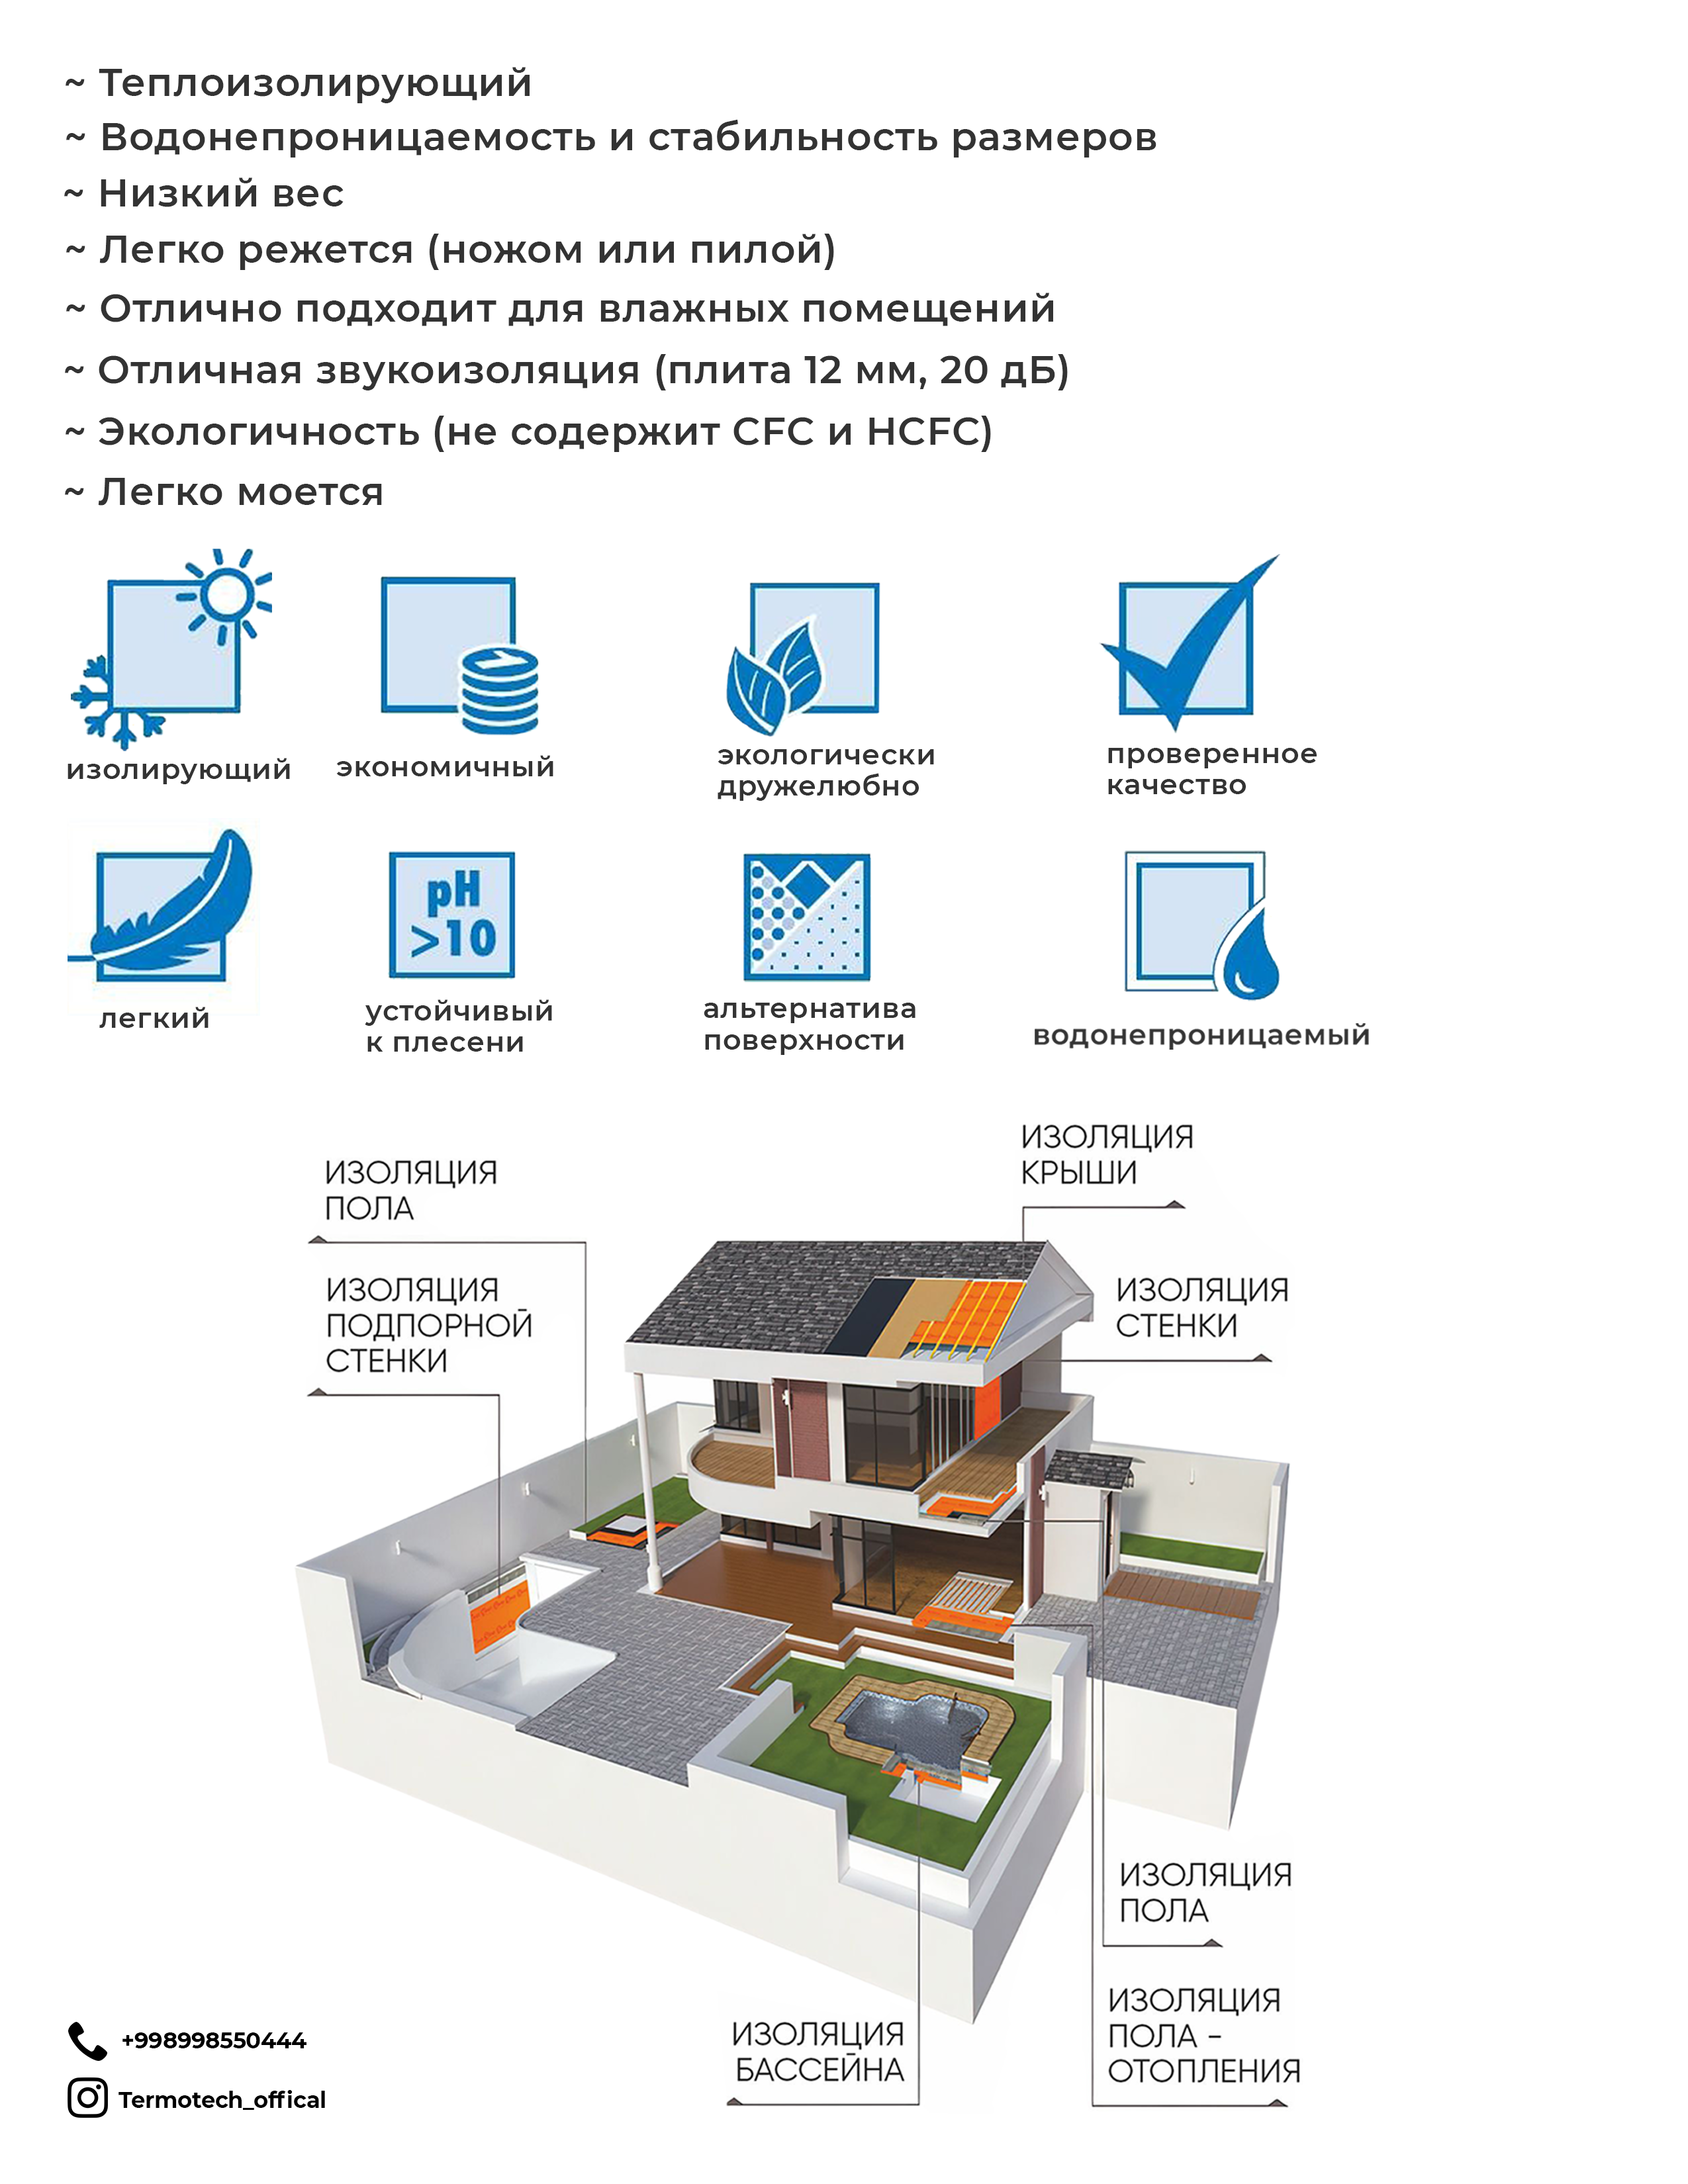 ~ Теплоизолирующий
~ Водонепроницаемость и стабильность размеров
~ Низкий вес
~ Легко режется (ножом или пилой)
~ Отлично подходит для влажных помещений
~ Отличная звукоизоляция (плита 12 мм, 20 дБ)
~ Экологичность (не содержит CFC и HCFC)
~ Легко моется
изолирующий
экономичный
экологически
дружелюбно
проверенное
качество
легкий
pH
>10
устойчивый
к плесени
альтернатива
поверхности
водонепроницаемый
ИЗОЛЯЦИЯ
ПОЛА
ИЗОЛЯЦИЯ
КРЫШИ
ИЗОЛЯЦИЯ
ПОДПОРНОЙ
СТЕНКИ
ИЗОЛЯЦИЯ
СТЕНКИ
ИЗОЛЯЦИЯ
ПОЛА
ИЗОЛЯЦИЯ
ПОЛА -
ОТОПЛЕНИЯ
ИЗОЛЯЦИЯ
БАССЕЙНА
+998998550444
Termotech_offical